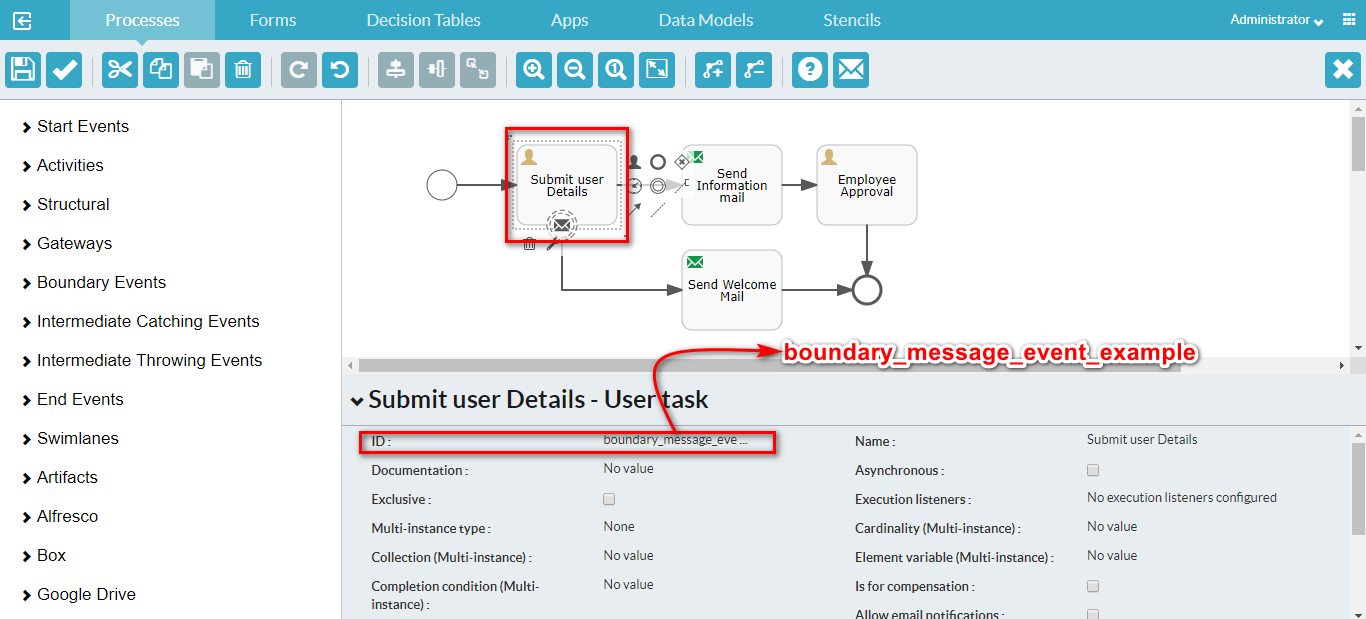 Processes
Forms
Decision Tables
Apps
Data Models
Stencils
Administrator
1
?
Start Events
Activities
Structural
Gateways
Boundary Events
Intermediate Catching Events
Intermediate Throwing Events
End Events
Swimlanes
Artifacts
Alfresco
Box
Google Drive
Submit user
Details
Send
Information
mail
Employee
Approval
Send Welcome
Mail
boundary_message_event_example
Submit user Details - User task
ID :
boundary_message_eve ...
Name :
Submit user Details
Documentation :
No value
Asynchronous :
Exclusive :
Execution listeners :
No execution listeners configured
Multi-instance type :
None
Cardinality (Multi-instance) :
No value
Collection (Multi-instance) :
No value
Element variable (Multi-instance) :
No value
Completion condition (Multi-
instance) :
No value
Is for compensation :
Allow email notifications :